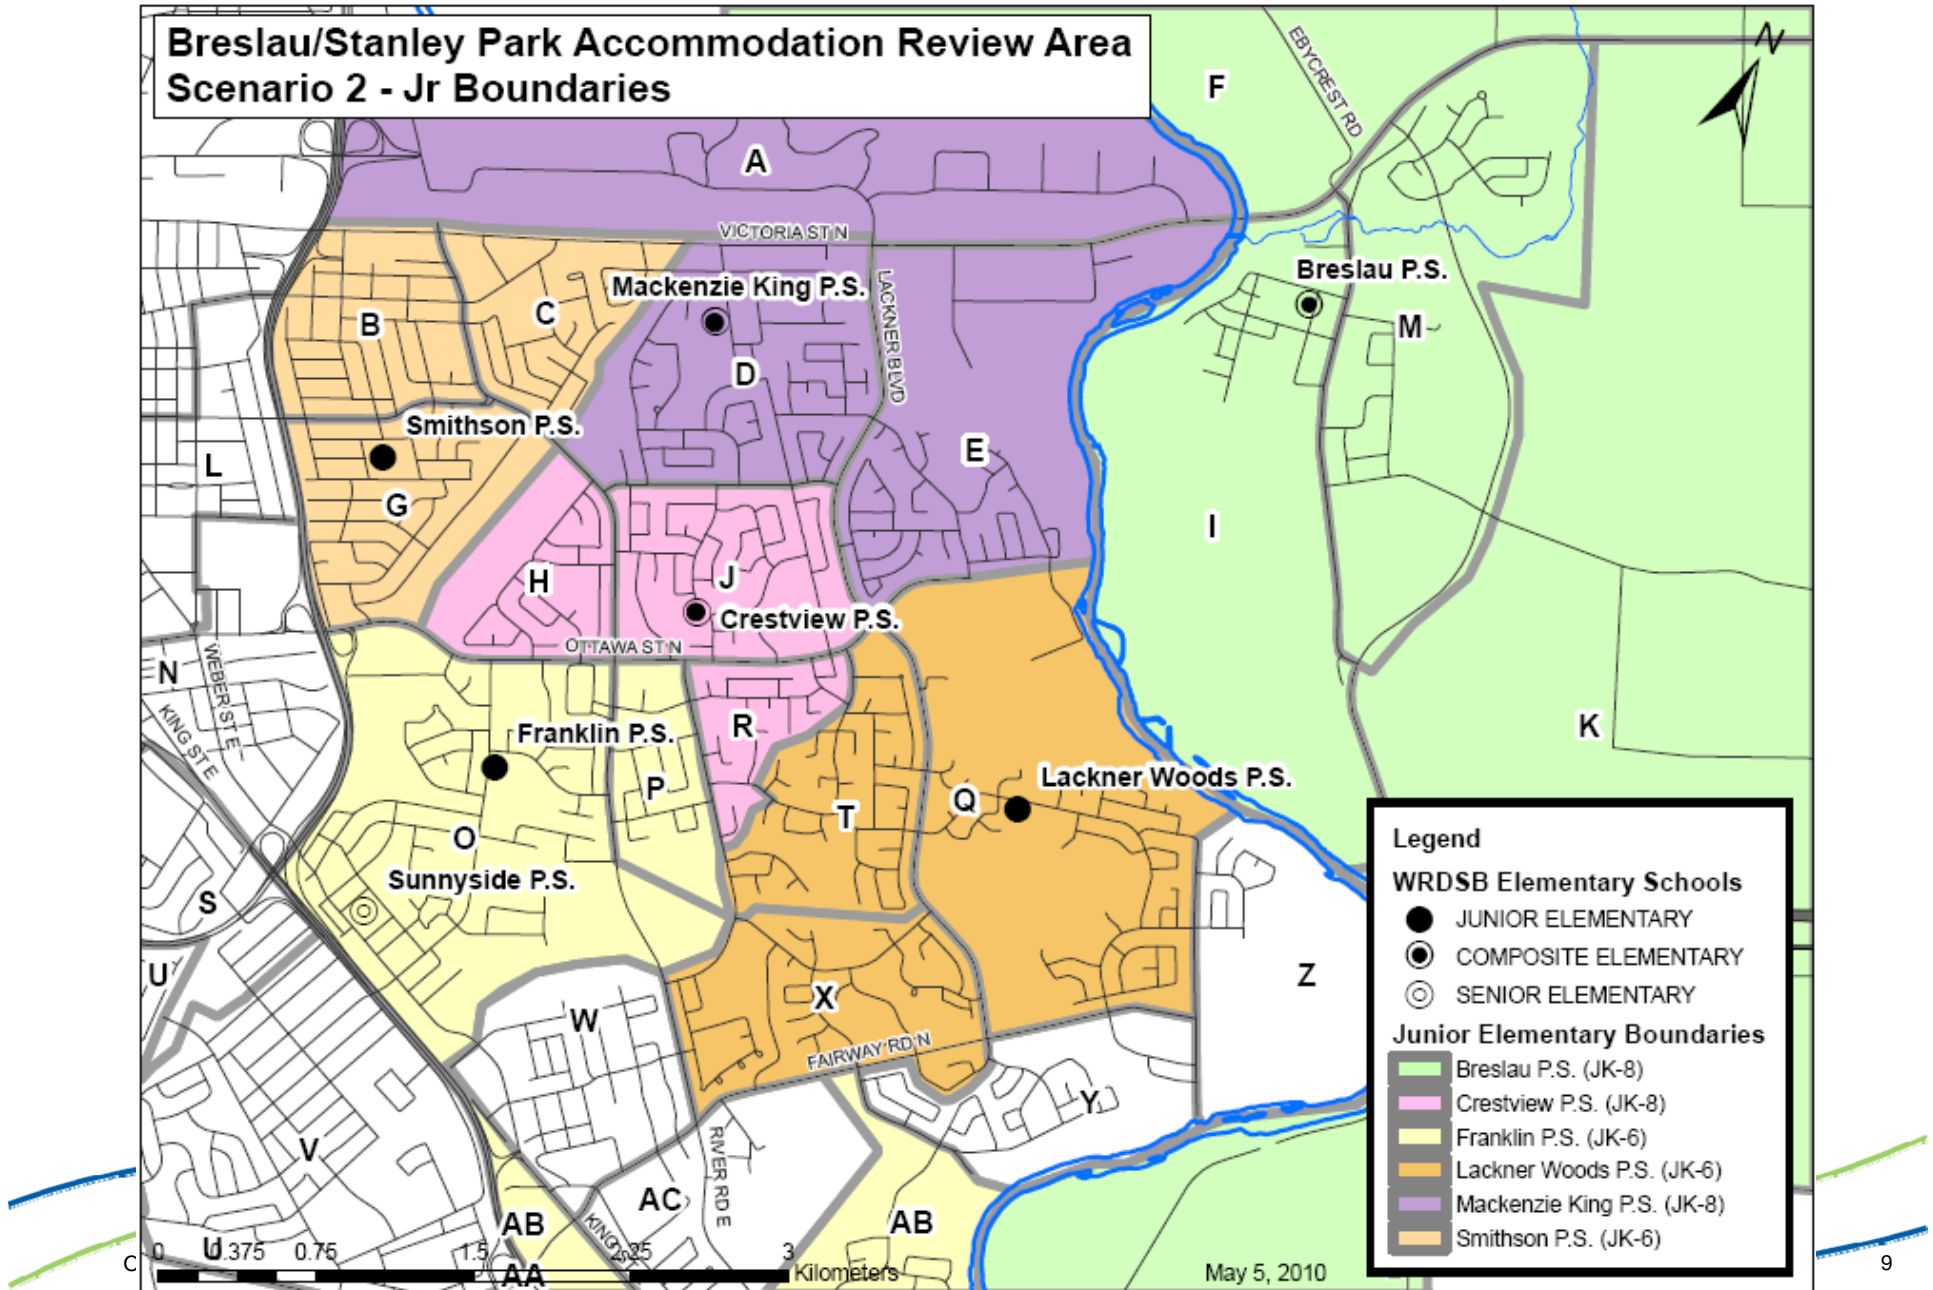 Breslau/Stanley Park Accommodation Review Area
Scenario 2 - Jr Boundaries
N
F
EBYCREST RD
A
VICTORIA ST N
Breslau P.S.
Mackenzie King P.S.
LACKNER BLVD
C
B
M
D
Smithson P.S.
E
L
G
I
H
J
Crestview P.S.
OTTAWA ST N
N
WEBER ST E
KING ST E
R
K
Franklin P.S.
Lackner Woods P.S.
P
Q
T
O
Sunnyside P.S.
S
U
Z
X
W
FAIRWAY RD N
Y
V
RIVER RD E
AC
AB
AB
KING ST
U
AA
0 0.375 0.75 1.5 2.25 3
Kilometers
May 5, 2010
Legend
WRDSB Elementary Schools
JUNIOR ELEMENTARY
COMPOSITE ELEMENTARY
SENIOR ELEMENTARY
Junior Elementary Boundaries
Breslau P.S. (JK-8)
Crestview P.S. (JK-8)
Franklin P.S. (JK-6)
Lackner Woods P.S. (JK-6)
Mackenzie King P.S. (JK-8)
Smithson P.S. (JK-6)
9